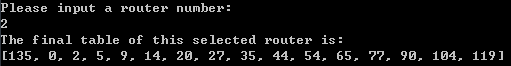 Please input a router number:
2
The final table of this selected router is:
[135, 0, 2, 5, 9, 14, 20, 27, 35, 44, 54, 65, 77, 90, 104, 119]